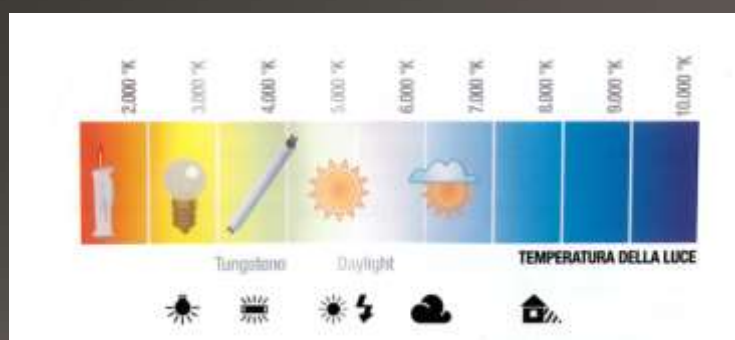 2.000 °K
3.000 °K
4.000 °K
5.000 °K
6.000 °K
7.000 °K
8.000 °K
9.000 °K
10.000 °K
Tungsteno
Daylight
TEMPERATURA DELLA LUCE